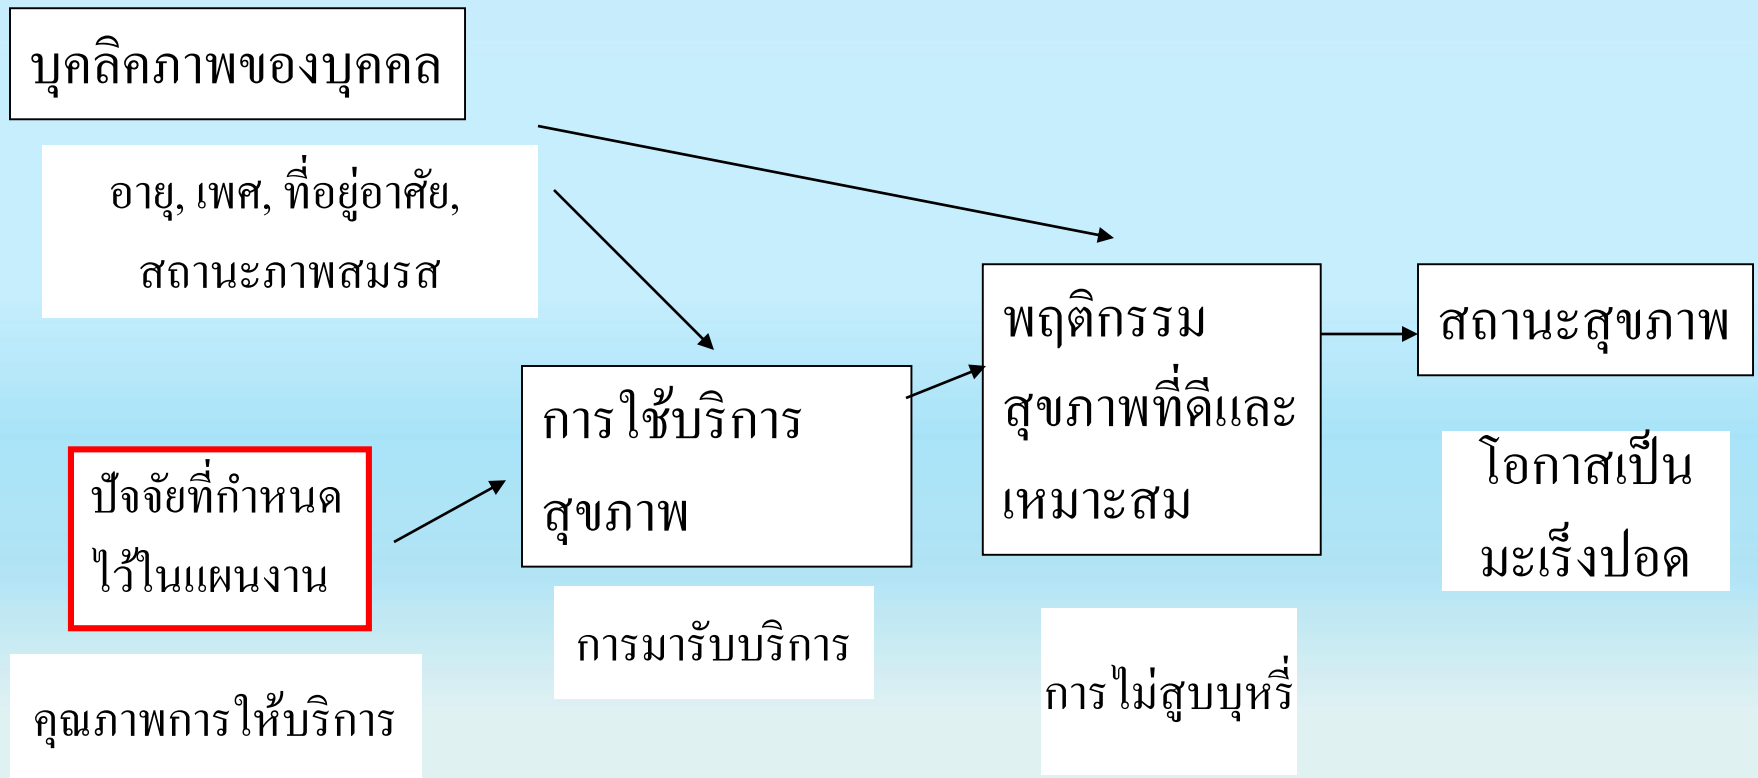 บุคลิคภาพของบุคคล
อายุ, เพศ, ที่อยู่อาศัย,
สถานะภาพสมรส
ปัจจัยที่กำหนด
ไว้ในแผนงาน
คุณภาพการให้บริการ
การใช้บริการ
สุขภาพ
การมารับบริการ
พฤติกรรม
สุขภาพที่ดีและ
เหมาะสม
การไม่สูบบุหรี่
สถานะสุขภาพ
โอกาสเป็น
มะเร็งปอด